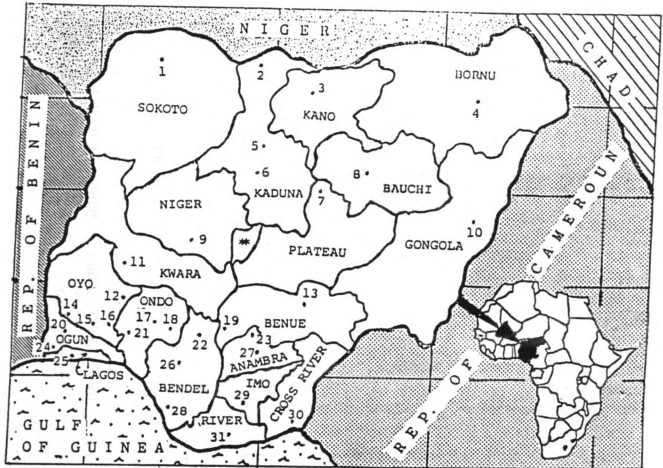 NIGER
CHAD
REP. OF BENIN
1
SOKOTO
2
3
KANO
BORNU
4
5
6
KADUNA
7
8
BAUCHI
NIGER
9
**
PLATEAU
GONGOLA
10
11
KWARA
OYO
12
ONDO
13
BENUE
14
15
16
17
18
19
20
OGUN
21
22
23
24
25
LAGOS
26
BENDEL
27
ANAMBRA
IMO
28
29
CROSS RIVER
30
RIVER
31
GULF
OF GUINEA
REP. OF CAMEROUN